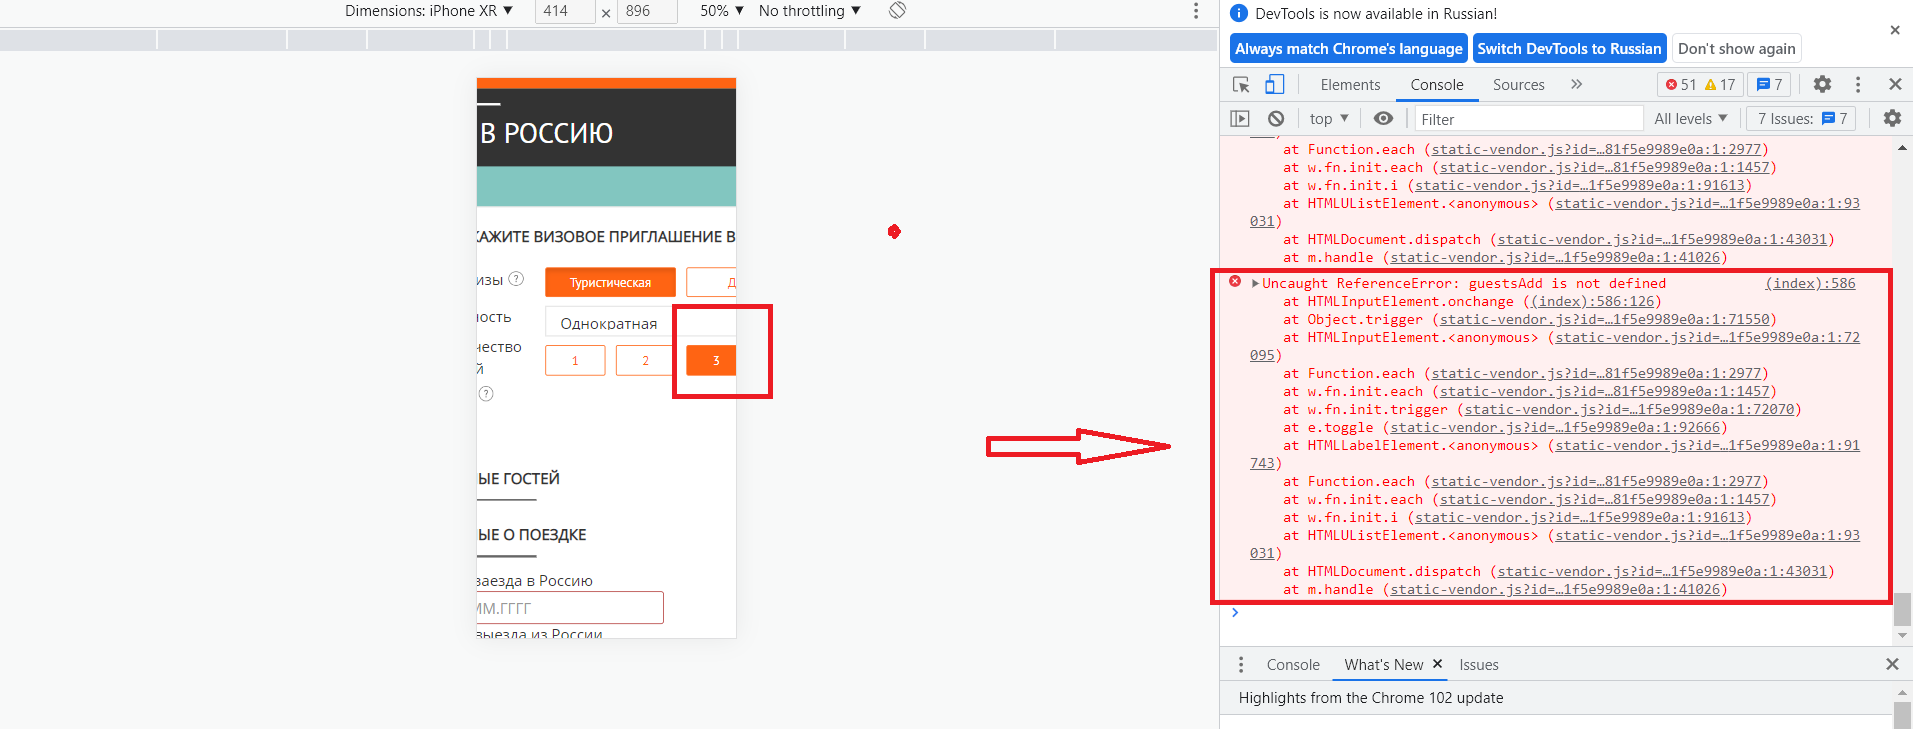 Dimensions: iPhone XR ▼ 414 × 896 50% ▼ No throttling ▼
В РОССИЮ
КАЖИТЕ ВИЗОВОЕ ПРИГЛАШЕНИЕ В
изы ? Туристическая Д
ность Однократная
чество 1 2 3
й
?
ЫЕ ГОСТЕЙ
ЫЕ О ПОЕЗДКЕ
заезда в Россию
ММ.ГГГГ
выезда из России
DevTools is now available in Russian!
Always match Chrome's language Switch DevTools to Russian Don't show again
Elements Console Sources » 51 17 7
top ▼ Filter All levels ▼ 7 Issues: 7
at Function.each (static-vendor.js?id=…81f5e9989e0a:1:2977)
at w.fn.init.each (static-vendor.js?id=…81f5e9989e0a:1:1457)
at w.fn.init.i (static-vendor.js?id=…1f5e9989e0a:1:91613)
at HTMLUListElement.<anonymous> (static-vendor.js?id=…1f5e9989e0a:1:93
031)
at HTMLDocument.dispatch (static-vendor.js?id=…1f5e9989e0a:1:43031)
at m.handle (static-vendor.js?id=…1f5e9989e0a:1:41026)
Uncaught ReferenceError: guestsAdd is not defined (index):586
at HTMLInputElement.onchange ((index):586:126)
at Object.trigger (static-vendor.js?id=…1f5e9989e0a:1:71550)
at HTMLInputElement.<anonymous> (static-vendor.js?id=…1f5e9989e0a:1:72
095)
at Function.each (static-vendor.js?id=…81f5e9989e0a:1:2977)
at w.fn.init.each (static-vendor.js?id=…81f5e9989e0a:1:1457)
at w.fn.init.trigger (static-vendor.js?id=…1f5e9989e0a:1:72070)
at e.toggle (static-vendor.js?id=…1f5e9989e0a:1:92666)
at HTMLLabelElement.<anonymous> (static-vendor.js?id=…1f5e9989e0a:1:91
743)
at Function.each (static-vendor.js?id=…81f5e9989e0a:1:2977)
at w.fn.init.each (static-vendor.js?id=…81f5e9989e0a:1:1457)
at w.fn.init.i (static-vendor.js?id=…1f5e9989e0a:1:91613)
at HTMLUListElement.<anonymous> (static-vendor.js?id=…1f5e9989e0a:1:93
031)
at HTMLDocument.dispatch (static-vendor.js?id=…1f5e9989e0a:1:43031)
at m.handle (static-vendor.js?id=…1f5e9989e0a:1:41026)
Console What's New × Issues
Highlights from the Chrome 102 update